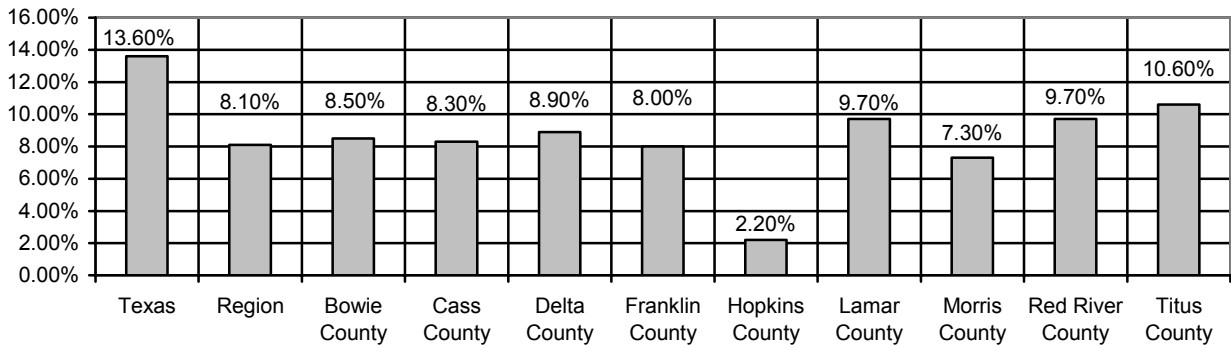 16.00%
14.00%
12.00%
10.00%
8.00%
6.00%
4.00%
2.00%
0.00%
13.60%
8.10%
8.50%
8.30%
8.90%
8.00%
2.20%
9.70%
7.30%
9.70%
10.60%
Texas
Region
Bowie
County
Cass
County
Delta
County
Franklin
County
Hopkins
County
Lamar
County
Morris
County
Red River
County
Titus
County